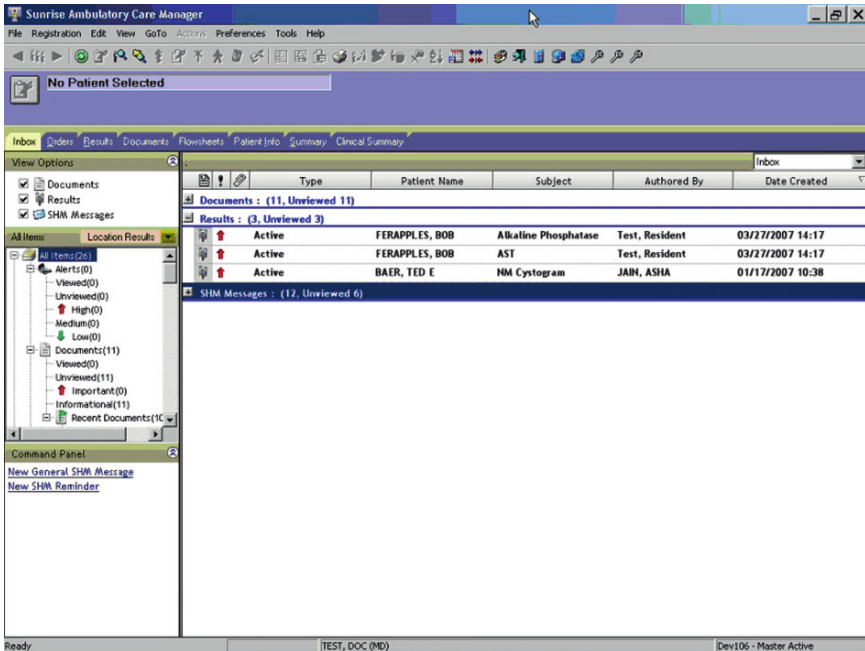 Sunrise Ambulatory Care Manager
File Registration Edit View GoTo Actions Preferences Tools Help
No Patient Selected
Inbox Orders Results Documents Flowsheets Patient Info Summary Clinical Summary
View Options
Documents
Results
SHM Messages
All Items Location Results
All Items(26)
Alerts(0)
Viewed(0)
Unviewed(0)
High(0)
Medium(0)
Low(0)
Documents(11)
Viewed(0)
Unviewed(11)
Important(0)
Informational(11)
Recent Documents(10
Command Panel
New General SHM Message
New SHM Reminder
Inbox
Type Patient Name Subject Authored By Date Created
Documents : (11, Unviewed 11)
Results : (3, Unviewed 3)
Active FERAPPLES, BOB Alkaline Phosphatase Test, Resident 03/27/2007 14:17
Active FERAPPLES, BOB AST Test, Resident 03/27/2007 14:17
Active BAER, TED E NM Cystogram JAIN, ASHA 01/17/2007 10:38
SHM Messages : (12, Unviewed 6)
Ready TEST, DOC (MD) Dev106 - Master Active